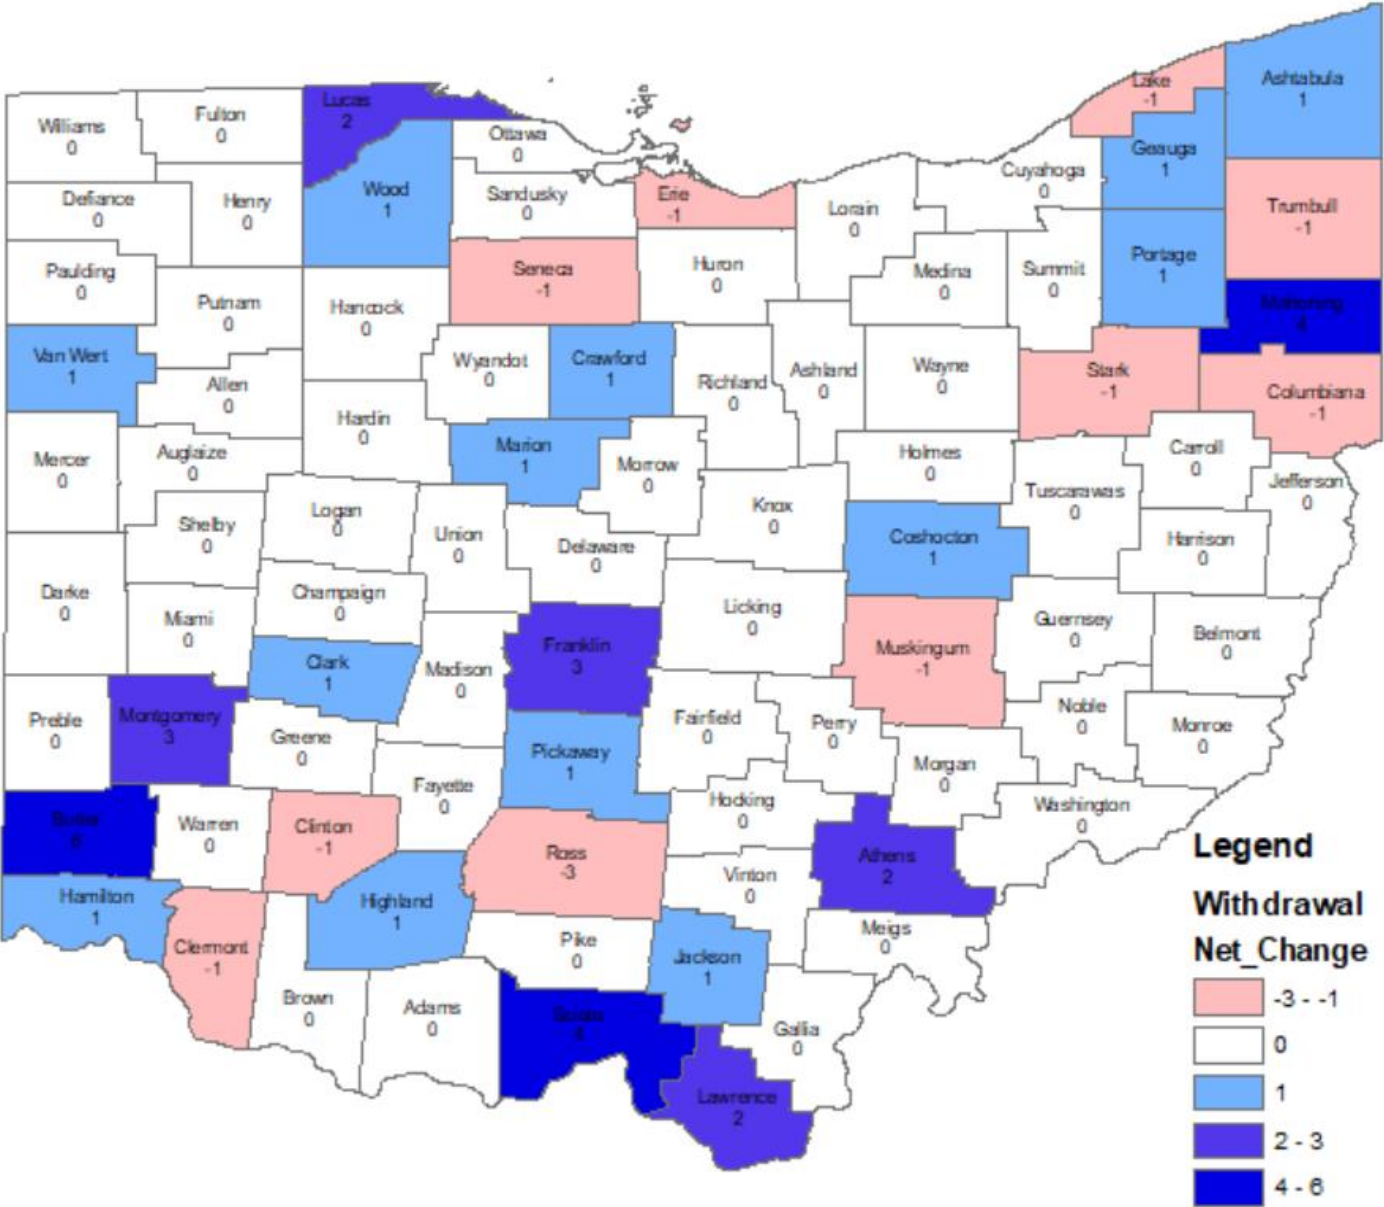 Lake
-1
Ashtabula
1
Lucas
2
Fulton
0
Williams
0
Ottawa
0
Geauga
1
Cuyahoga
0
Wood
1
Sandusky
0
Erie
-1
Defiance
0
Henry
0
Lorain
0
Trumbull
-1
Portage
1
Paulding
0
Seneca
-1
Huron
0
Medina
0
Summit
0
Putnam
0
Hancock
0
Mahoning
4
Van Wert
1
Wyandot
0
Crawford
1
Wayne
0
Ashland
0
Stark
-1
Richland
0
Allen
0
Columbiana
-1
Hardin
0
Marion
1
Carroll
0
Auglaize
0
Mercer
0
Holmes
0
Morrow
0
Jefferson
0
Tuscarawas
0
Knox
0
Logan
0
Shelby
0
Union
0
Coshocton
1
Harrison
0
Delaware
0
Darke
0
Champaign
0
Licking
0
Miami
0
Guernsey
0
Belmont
0
Franklin
3
Muskingum
-1
Clark
1
Madison
0
Noble
0
Montgomery
3
Preble
0
Fairfield
0
Perry
0
Monroe
0
Greene
0
Pickaway
1
Morgan
0
Fayette
0
Hocking
0
Washington
0
Butler
6
Warren
0
Clinton
-1
Ross
-3
Athens
2
Vinton
0
Hamilton
1
Highland
1
Meigs
0
Clermont
-1
Pike
0
Jackson
1
Brown
0
Adams
0
Scioto
4
Gallia
0
Lawrence
2
Legend
Withdrawal
Net_Change
-3 - -1
0
1
2 - 3
4 - 6